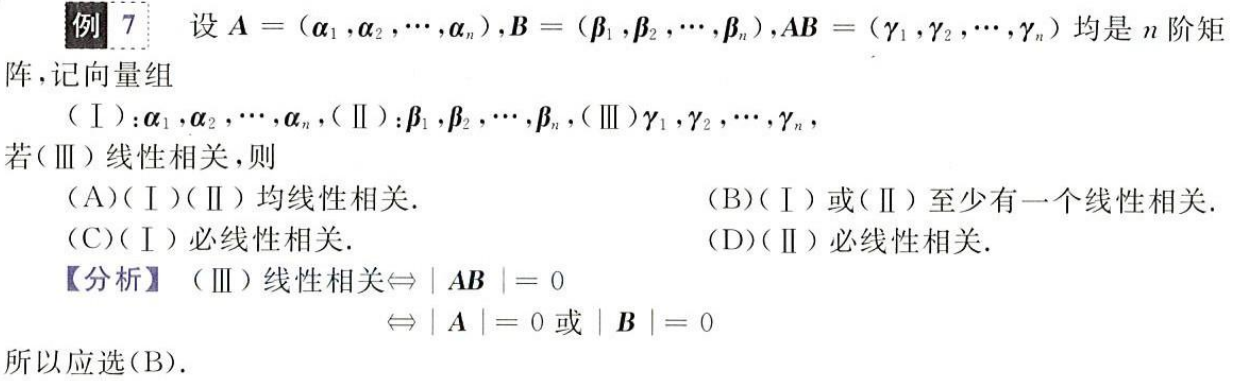 例 7 设 A = (α₁,α₂,⋯,αₙ),B = (β₁,β₂,⋯,βₙ),AB = (γ₁,γ₂,⋯,γₙ) 均是 n 阶矩
阵,记向量组
(Ⅰ):α₁,α₂,⋯,αₙ,(Ⅱ):β₁,β₂,⋯,βₙ,(Ⅲ)γ₁,γ₂,⋯,γₙ,
若(Ⅲ)线性相关,则
(A)(Ⅰ)(Ⅱ)均线性相关. (B)(Ⅰ)或(Ⅱ)至少有一个线性相关.
(C)(Ⅰ)必线性相关. (D)(Ⅱ)必线性相关.
【分析】 (Ⅲ)线性相关⇔| AB |= 0
⇔| A |= 0 或| B |= 0
所以应选(B).